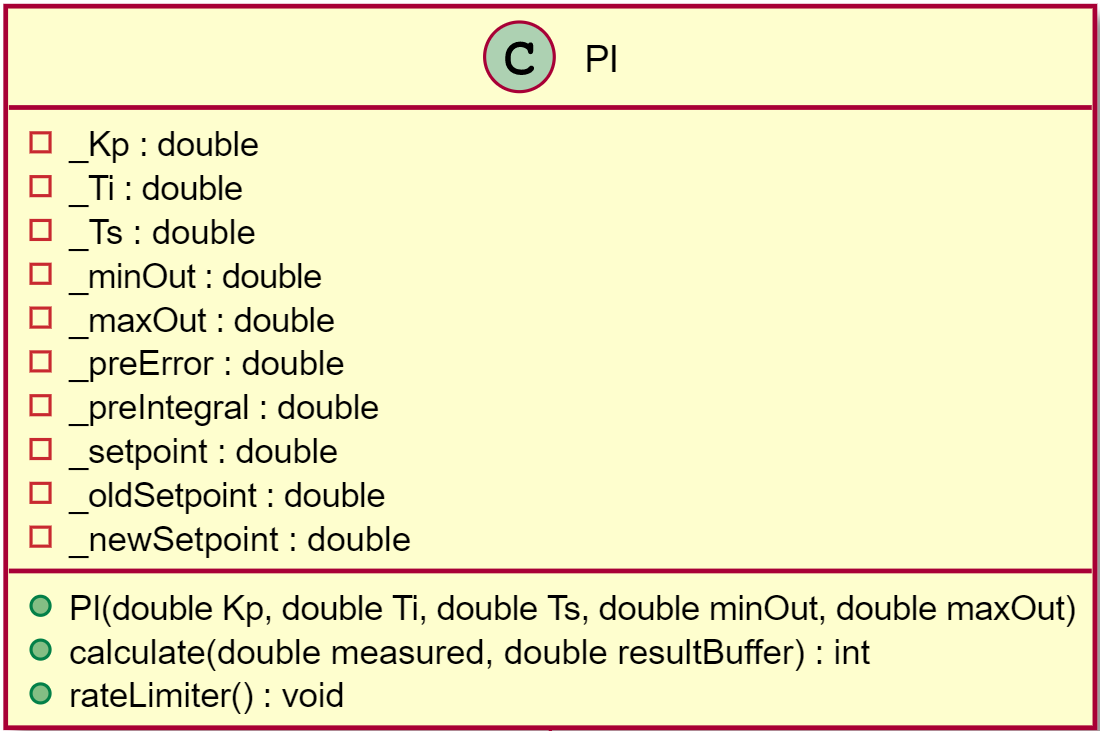 C PI
_Kp : double
_Ti : double
_Ts : double
_minOut : double
_maxOut : double
_preError : double
_preIntegral : double
_setpoint : double
_oldSetpoint : double
_newSetpoint : double
PI(double Kp, double Ti, double Ts, double minOut, double maxOut)
calculate(double measured, double resultBuffer) : int
rateLimiter() : void